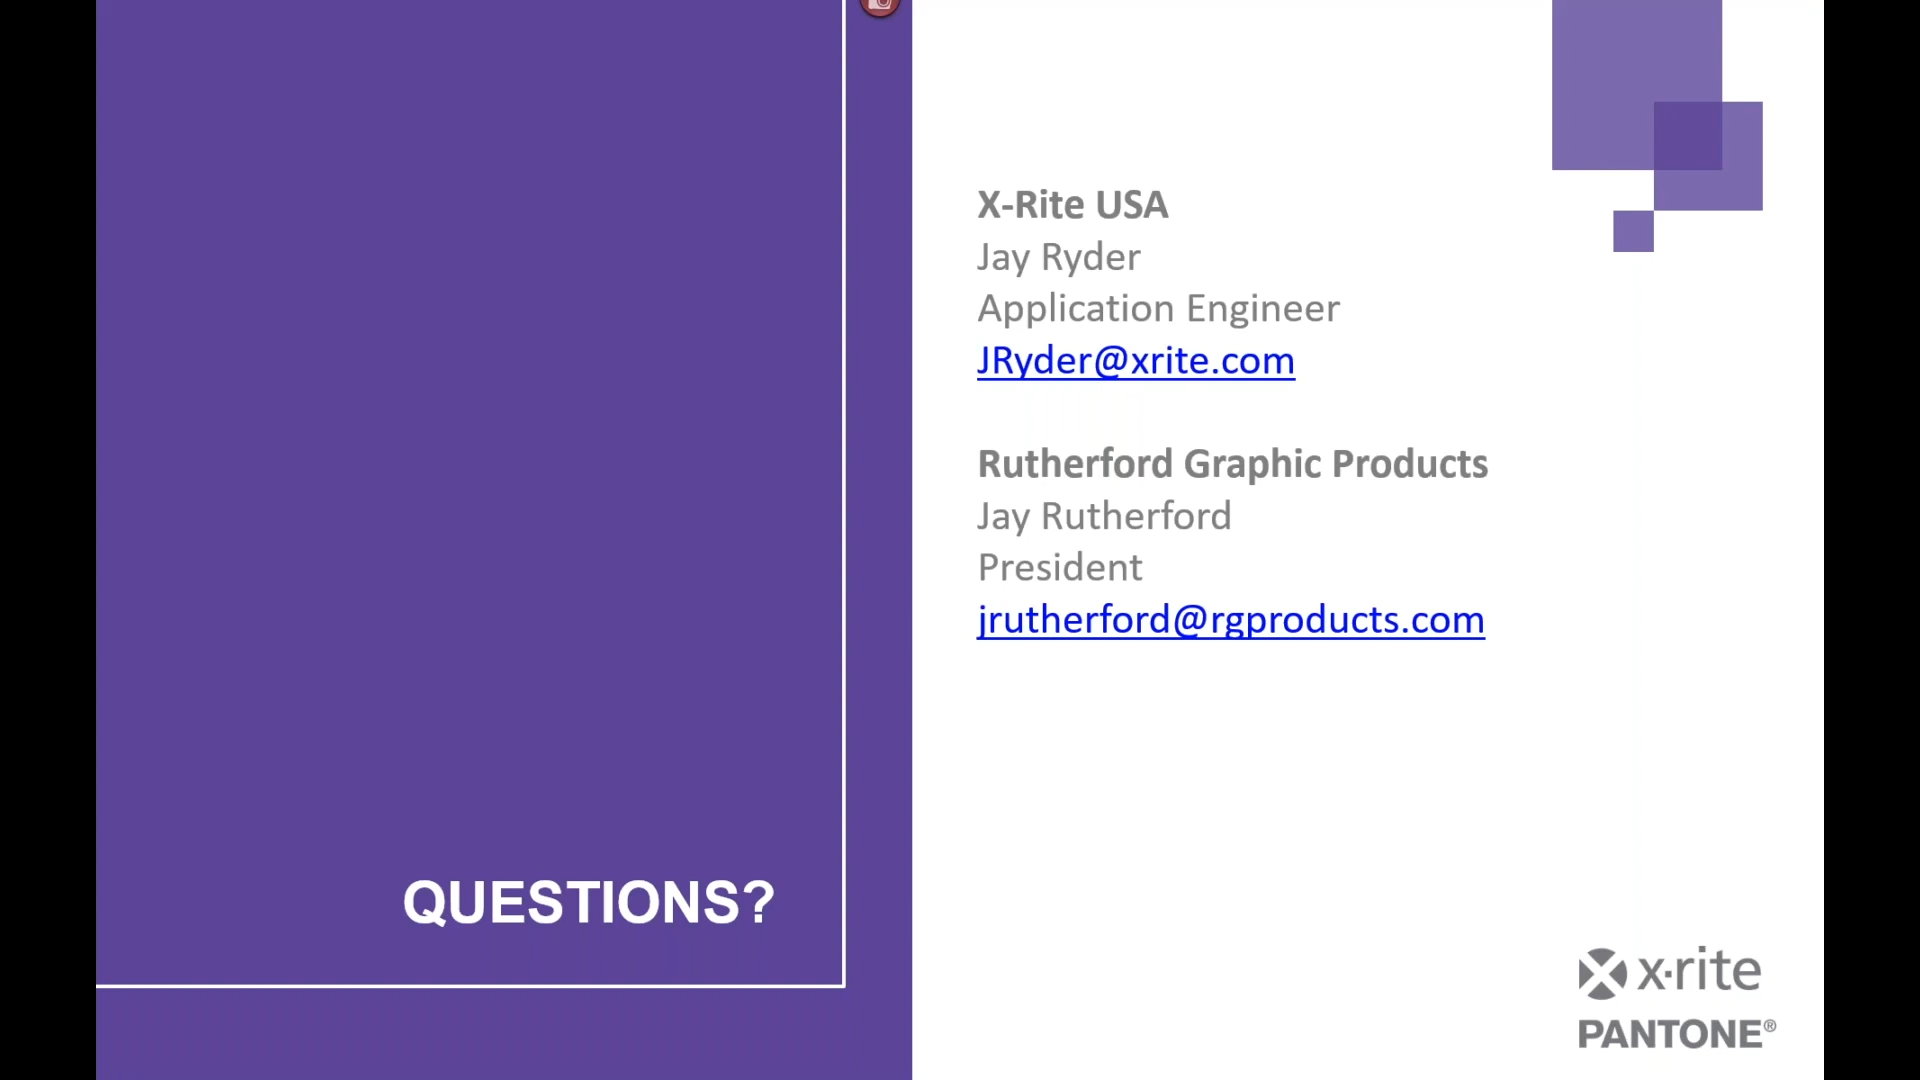 QUESTIONS?
X-Rite USA
Jay Ryder
Application Engineer
JRyder@xrite.com
Rutherford Graphic Products
Jay Rutherford
President
jrutherford@rgproducts.com
x·rite
PANTONE®